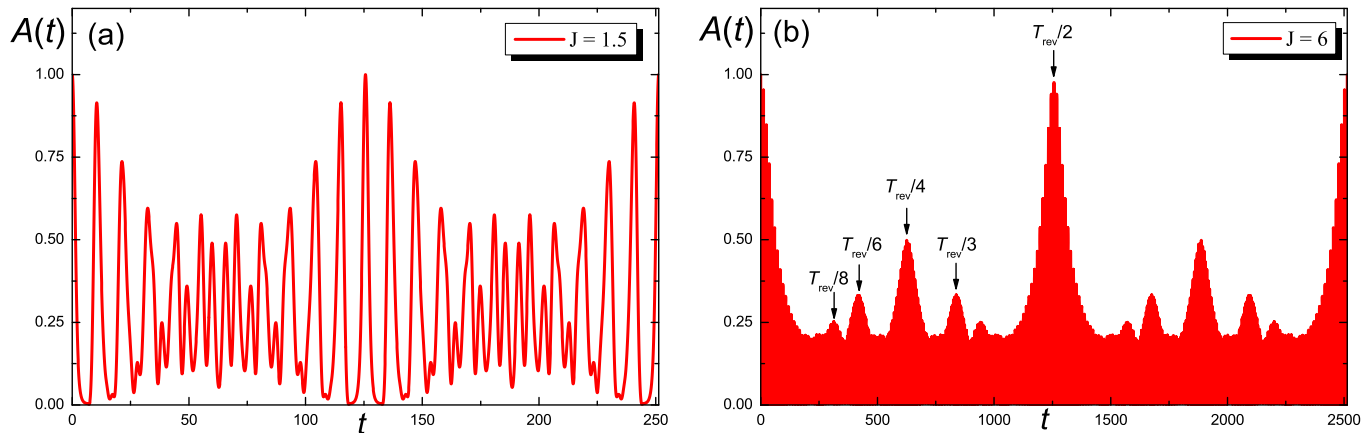 A(t) (a)
J = 1.5
1.00
0.75
0.50
0.25
0.00
0 50 100 150 200 250
t
A(t) (b)
J = 6
T_rev/2
1.00
0.75
T_rev/4
0.50
T_rev/6 T_rev/3
T_rev/8
0.25
0.00
0 500 1000 1500 2000 2500
t